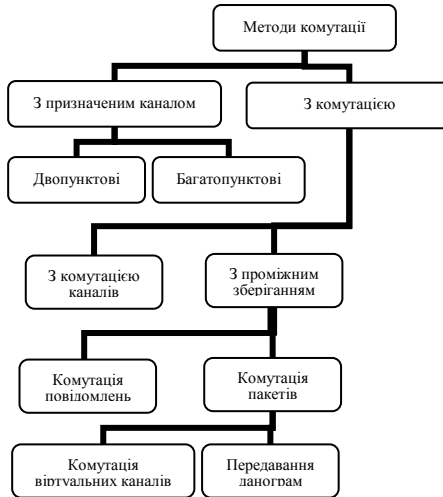 Методи комутації
З призначеним каналом
З комутацією
Двопунктові
Багатопунктові
З комутацією
каналів
З проміжним
зберіганням
Комутація
повідомлень
Комутація
пакетів
Комутація
віртуальних каналів
Передавання
данограм